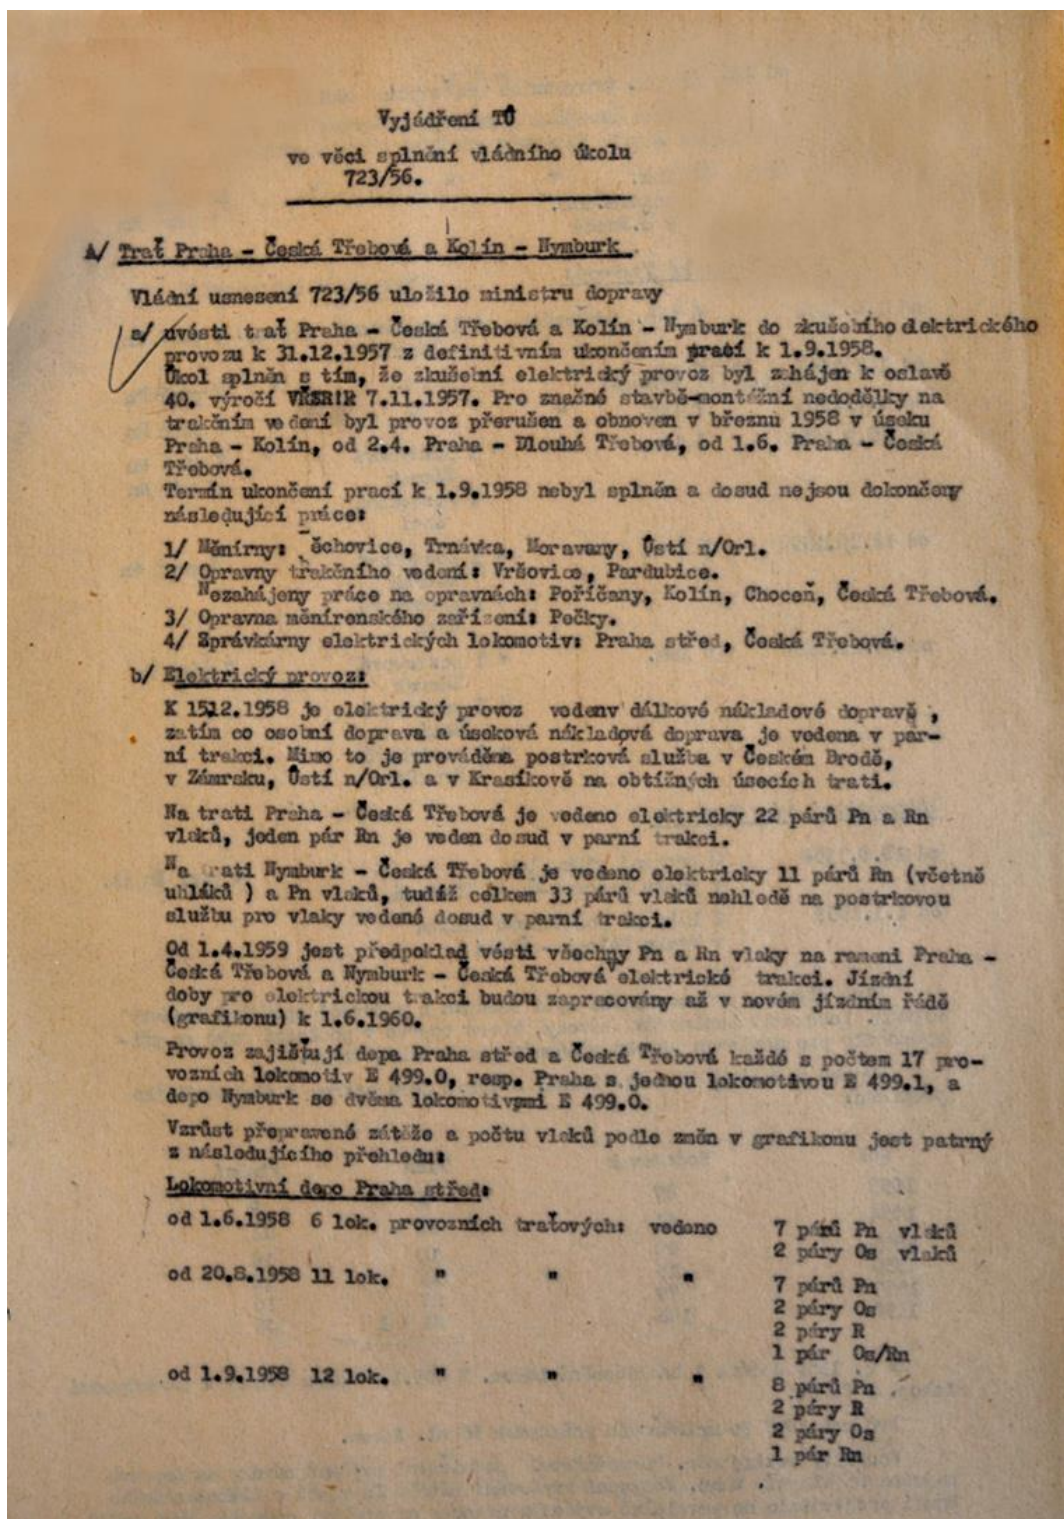 Vyjádření TÚ
ve věci splnění vládního úkolu
723/56.
A/ Trať Praha - Česká Třebová a Kolín - Nymburk
Vládní usnesení 723/56 uložilo ministru dopravy
a/ uvésti trať Praha - Česká Třebová a Kolín - Nymburk do zkušebího elektrického
provozu k 31.12.1957 z definitivním ukončením prací k 1.9.1958.
Úkol splněn s tím, že zkušební elektrický provoz byl zahájen k oslavě
40. výročí VŘSR 7.11.1957. Pro značné stavbě-montážní nedodělky na
trakčním vedení byl provoz přerušen a obnoven v březnu 1958 v úseku
Praha - Kolín, od 2.4. Praha - Dlouhá Třebová, od 1.6. Praha - Česká
Třebová.
Termín ukončení prací k 1.9.1958 nebyl splněn a dosud nejsou dokončeny
následující práce:
1/ Měnírny: Běchovice, Trnávka, Moravany, Ústí n/Orl.
2/ Opravny trakčního vedení: Vršovice, Pardubice.
Nezahájeny práce na opravnách: Poříčany, Kolín, Choceň, Česká Třebová.
3/ Opravna měnírenského zařízení: Pečky.
4/ Správkárny elektrických lokomotiv: Praha střed, Česká Třebová.
b/ Elektrický provoz:
K 15.12.1958 je elektrický provoz vedenv dálkové nákladové dopravě ,
zatím co osobní doprava a úseková nákladová doprava je vedena v par-
ní trakci. Mimo to je prováděna postrková služba v Českém Brodě,
v Zámrsku, Ústí n/Orl. a v Krasíkově na obtížných úsecích trati.
Na trati Praha - Česká Třebová je vedeno elektricky 22 párů Pn a Rn
vlaků, jeden pár Rn je veden dosud v parní trakci.
Na trati Nymburk - Česká Třebová je vedeno elektricky 11 párů Rn (včetně
uhláků ) a Pn vlaků, tudáž celkem 33 párů vlaků nehledě na postrkovou
službu pro vlaky vedené dosud v parní trakci.
Od 1.4.1959 jest předpoklad vésti všechny Pn a Rn vlaky na rameni Praha -
Česká Třebová a Nymburk - Česká Třebová elektrické trakci. Jízdní
doby pro elektrickou trakci budou zapracovány až v novém jízdním řádě
(grafikonu) k 1.6.1960.
Provoz zajišťují depa Praha střed a Česká Třebová každé s počtem 17 pro-
vozních lokomotiv E 499.0, resp. Praha s jednou lokomotivou E 499.1, a
depo Nymburk se dvěma lokomotivami E 499.0.
Vzrůst přepravené zátěže a počtu vlaků podle změn v grafikonu jest patrný
z následujícího přehledu:
Lokomotivní depo Praha střed:
od 1.6.1958 6 lok. provozních traťových: vedeno 7 párů Pn vlaků
2 páry Os vlaků
od 20.8.1958 11 lok. " " " 7 párů Pn
2 páry Os
2 páry R
1 pár Os/Rn
od 1.9.1958 12 lok. " " " 8 párů Pn
2 páry R
2 páry Os
1 pár Rn